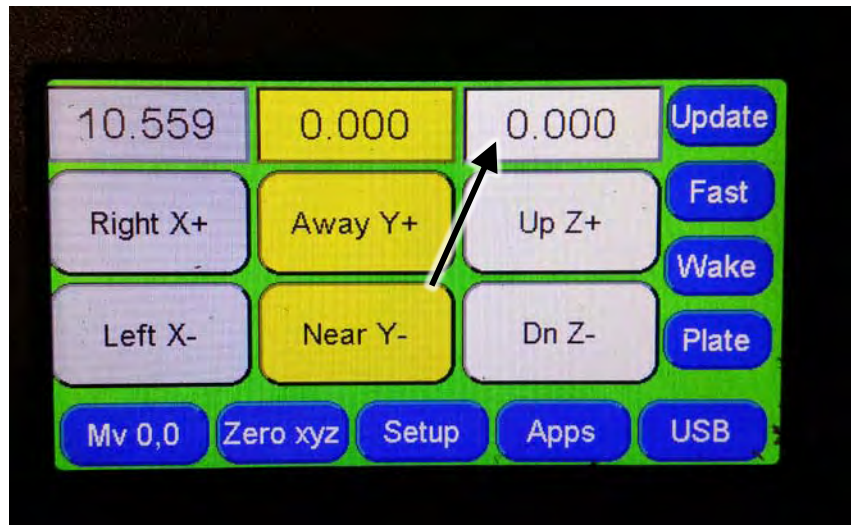 10.559 0.000 0.000 Update
Fast
Right X+ Away Y+ Up Z+
Wake
Left X- Near Y- Dn Z- Plate
Mv 0,0 Zero xyz Setup Apps USB